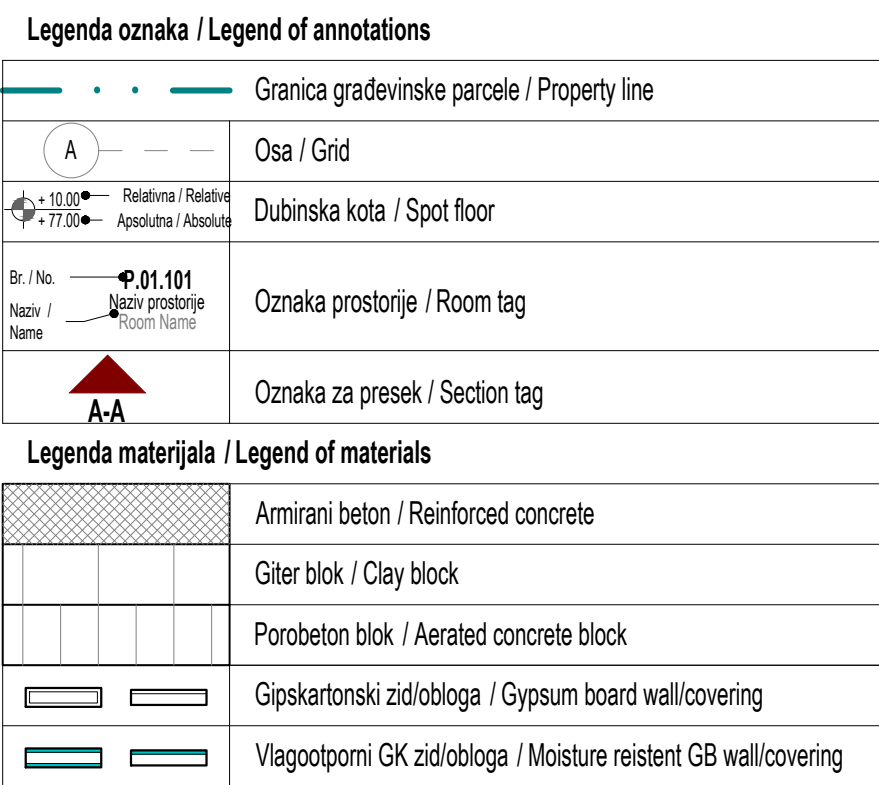 Legenda oznaka / Legend of annotations
Granica građevinske parcele / Property line
A
Osa / Grid
+ 10.00 Relativna / Relative
+ 77.00 Apsolutna / Absolute
Dubinska kota / Spot floor
Br. / No.
P.01.101
Naziv / Name
Naziv prostorije
Room Name
Oznaka prostorije / Room tag
A-A
Oznaka za presek / Section tag
Legenda materijala / Legend of materials
Armirani beton / Reinforced concrete
Giter blok / Clay block
Porobeton blok / Aerated concrete block
Gipskartonski zid/obloga / Gypsum board wall/covering
Vlagootporni GK zid/obloga / Moisture reistent GB wall/covering